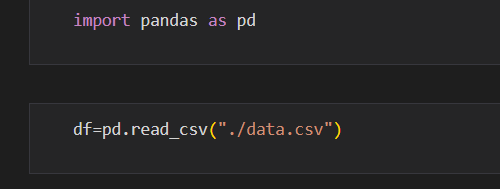 import pandas as pd
df=pd.read_csv("./data.csv")